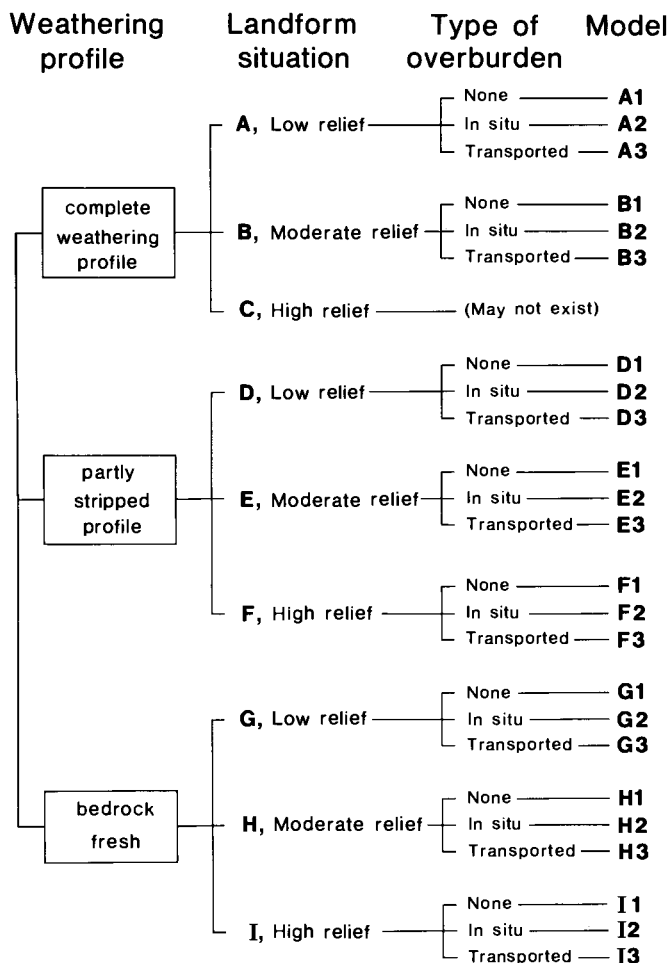 Weathering profile Landform situation Type of overburden Model
None A1
A, Low relief In situ A2
Transported A3
complete weathering profile
None B1
B, Moderate relief In situ B2
Transported B3
C, High relief (May not exist)
None D1
D, Low relief In situ D2
Transported D3
partly stripped profile
None E1
E, Moderate relief In situ E2
Transported E3
None F1
F, High relief In situ F2
Transported F3
None G1
G, Low relief In situ G2
Transported G3
bedrock fresh
None H1
H, Moderate relief In situ H2
Transported H3
None I1
I, High relief In situ I2
Transported I3